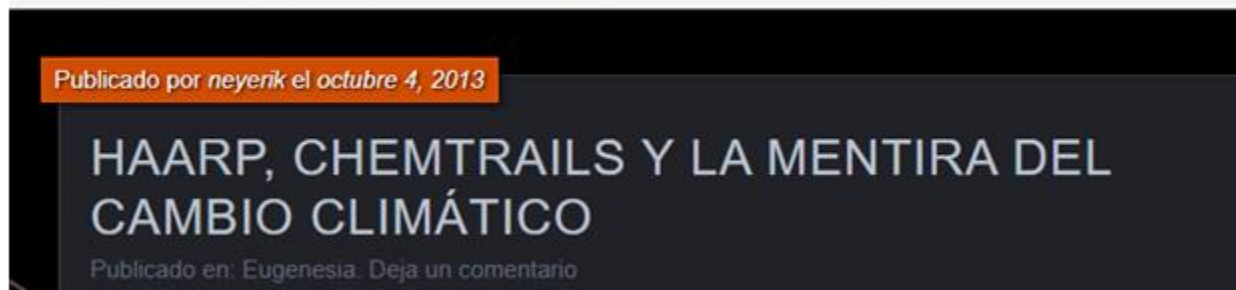 Publicado por neyerik el octubre 4, 2013
HAARP, CHEMTRAILS Y LA MENTIRA DEL
CAMBIO CLIMÁTICO
Publicado en: Eugenesia. Deja un comentario